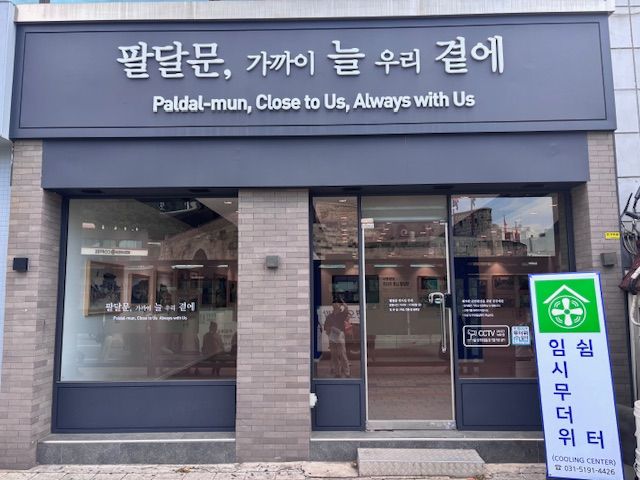 팔달문, 가까이 늘 우리 곁에
Paldal-mun, Close to Us, Always with Us
팔달문, 가까이 늘 우리 곁에
Paldal-mun, Close to Us, Always with Us
CCTV
임시무더위
쉼터
(COOLING CENTER)
☎ 031-5191-4426